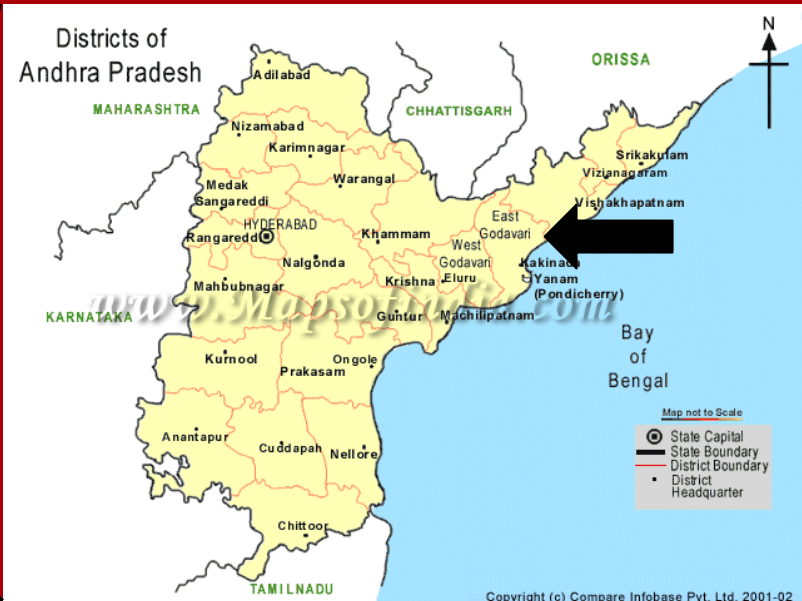 Districts of
Andhra Pradesh
N
ORISSA
MAHARASHTRA
CHHATTISGARH
Adilabad
Nizamabad
Karimnagar
Warangal
Medak
Sangareddi
HYDERABAD
Rangareddi
Khammam
Nalgonda
Mahbubnagar
Srikakulam
Vizianagaram
Vishakhapatnam
East
Godavari
West
Godavari
Kakinada
Yanam
(Pondicherry)
Krishna
Eluru
www.Mapsofindia.com
KARNATAKA
Guntur
Machilipatnam
Kurnool
Ongole
Prakasam
Bay
of
Bengal
Anantapur
Cuddapah
Nellore
Chittoor
TAMILNADU
Map not to Scale
State Capital
State Boundary
District Boundary
District
Headquarter
Copyright (c) Compare Infobase Pvt. Ltd. 2001-02